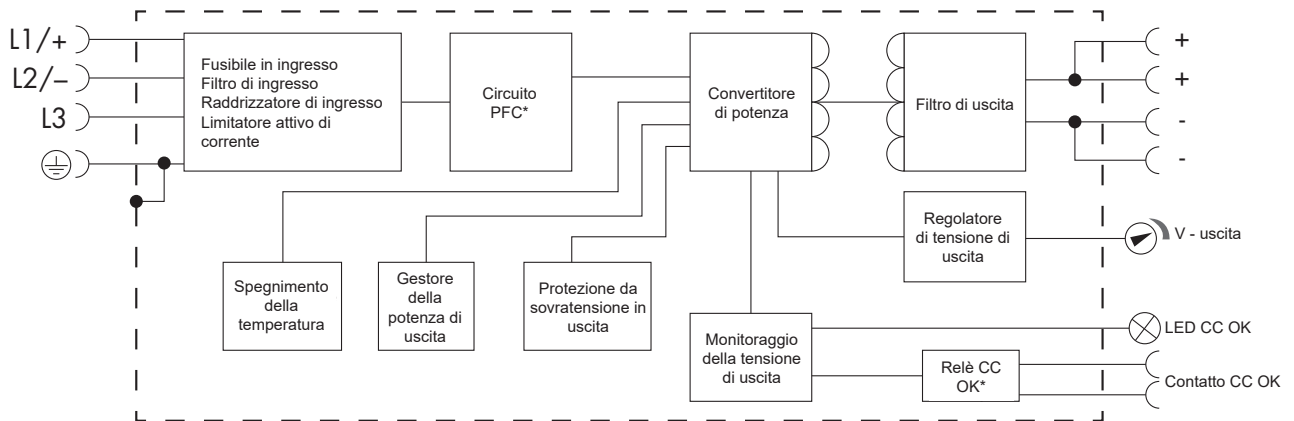 L1/+
L2/–
L3
Fusibile in ingresso
Filtro di ingresso
Raddrizzatore di ingresso
Limitatore attivo di
corrente
Circuito
PFC*
Convertitore
di potenza
Filtro di uscita
+
+
-
-
Regolatore
di tensione di
uscita
V - uscita
Spegnimento
della
temperatura
Gestore
della
potenza di
uscita
Protezione da
sovratensione in
uscita
Monitoraggio
della tensione
di uscita
LED CC OK
Relè CC
OK*
Contatto CC OK